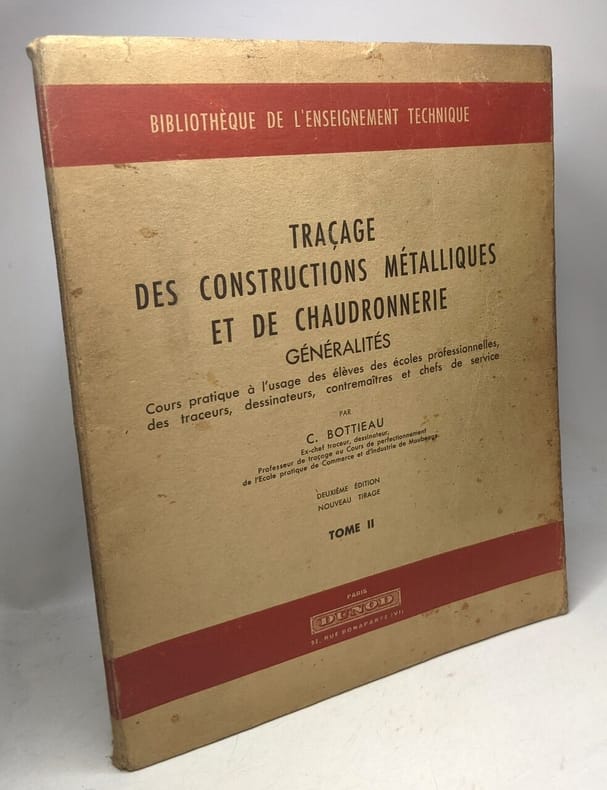 BIBLIOTHÈQUE DE L'ENSEIGNEMENT TECHNIQUE
TRAÇAGE
DES CONSTRUCTIONS MÉTALLIQUES
ET DE CHAUDRONNERIE
GÉNÉRALITÉS
Cours pratique à l'usage des élèves des écoles professionnelles,
des traceurs, dessinateurs, contremaîtres et chefs de service
PAR
C. BOTTIEAU
Ex-chef traceur, dessinateur,
Professeur de traçage au Cours de perfectionnement
de l'Ecole pratique de Commerce et d'Industrie de Maubeuge
DEUXIÈME ÉDITION
NOUVEAU TIRAGE
TOME II
PARIS
DUNOD
92, RUE BONAPARTE (VI)